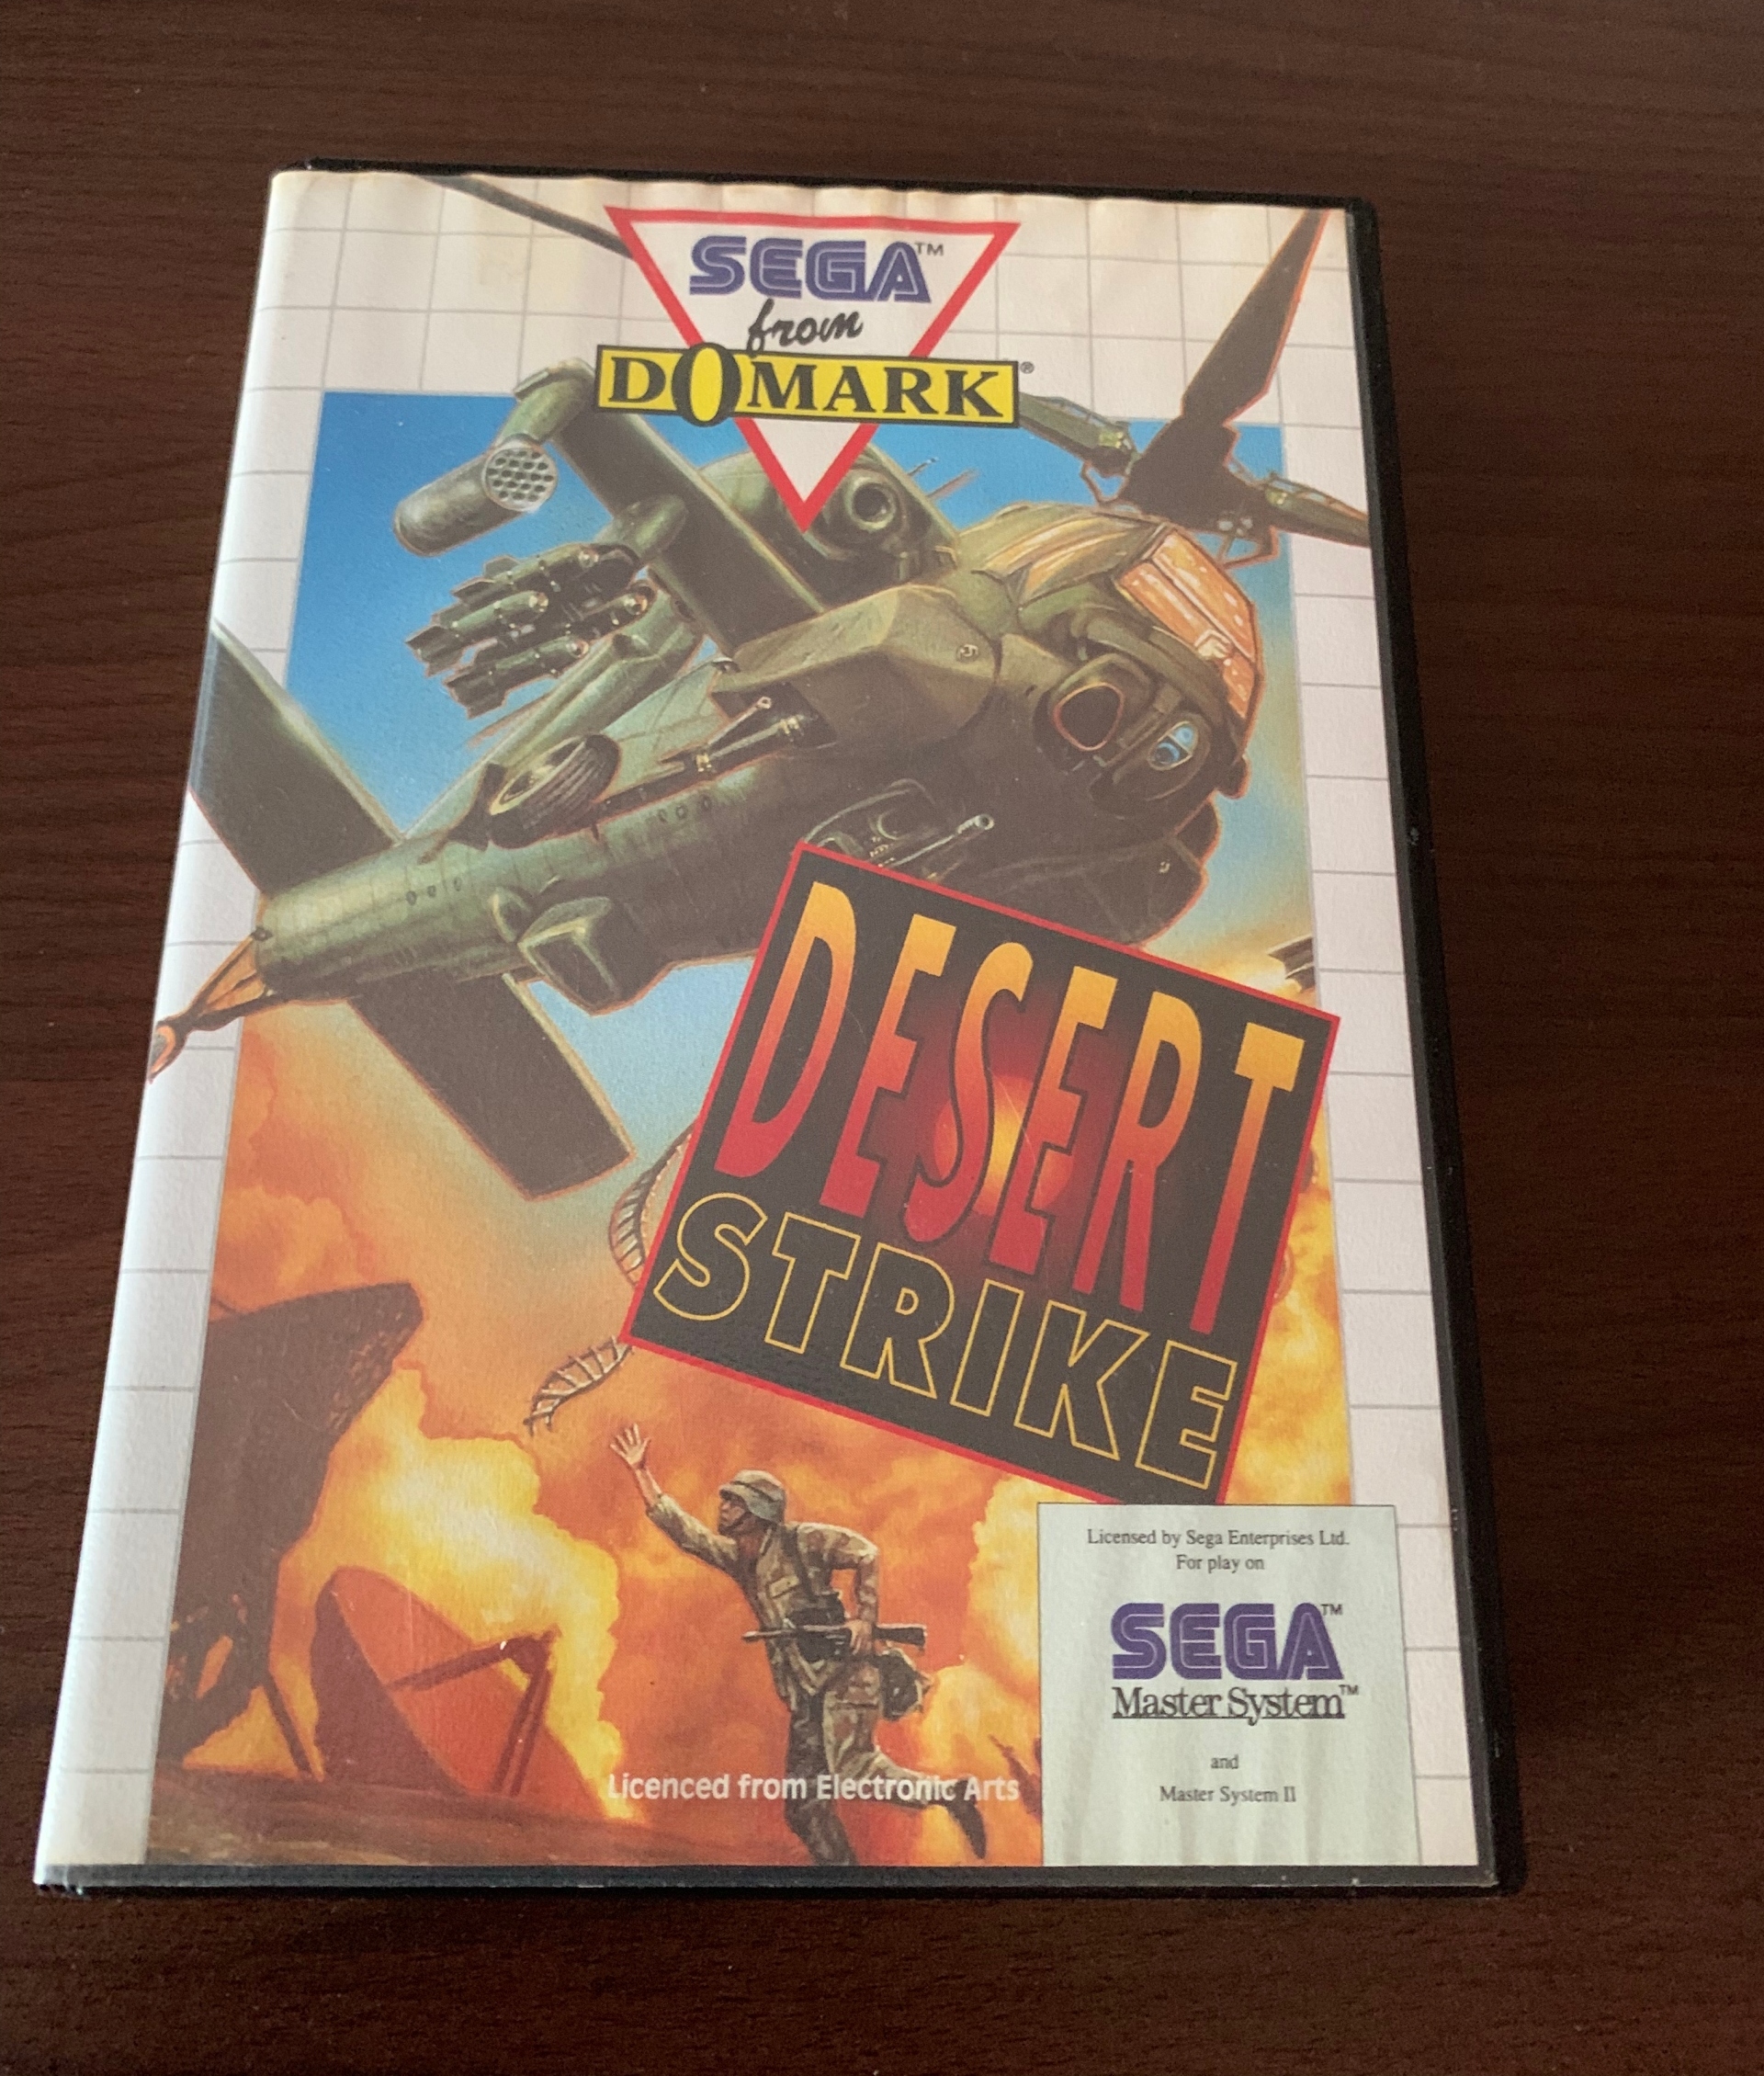 SEGA™
from
DOMARK®
DESERT
STRIKE
Licensed by Sega Enterprises Ltd.
For play on
SEGA™
Master System™
and
Master System II
Licenced from Electronic Arts